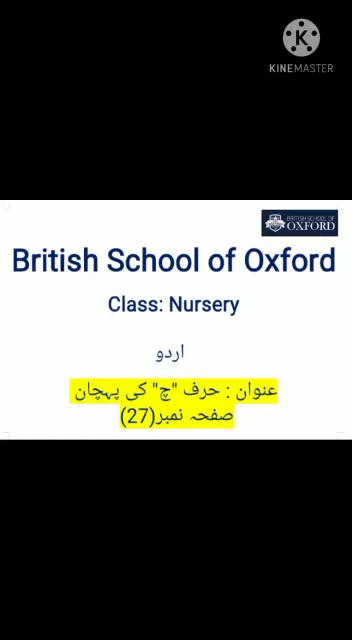 KINEMASTER
BRITISH SCHOOL OF
OXFORD
British School of Oxford
Class: Nursery
اردو
عنوان : حرف "چ" کی پہچان
صفحہ نمبر(27)